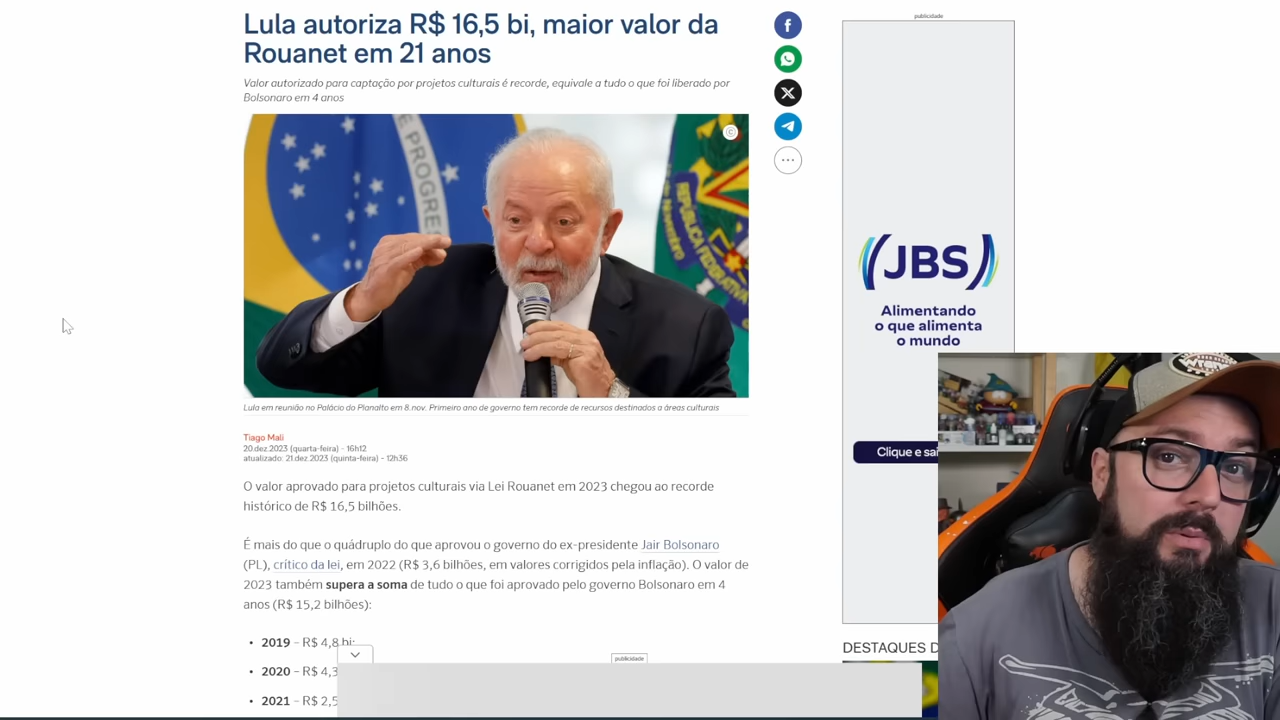 Lula autoriza R$ 16,5 bi, maior valor da
Rouanet em 21 anos
Valor autorizado para captação por projetos culturais é recorde, equivale a tudo o que foi liberado por
Bolsonaro em 4 anos
E PROGRE
REPÚBLICA FEDERATIVA
©
Lula em reunião no Palácio do Planalto em 8.nov. Primeiro ano de governo tem recorde de recursos destinados a áreas culturais
Tiago Mali
20.dez.2023 (quarta-feira) - 16h12
atualizado: 21.dez.2023 (quinta-feira) - 12h36
O valor aprovado para projetos culturais via Lei Rouanet em 2023 chegou ao recorde
histórico de R$ 16,5 bilhões.
É mais do que o quádruplo do que aprovou o governo do ex-presidente Jair Bolsonaro
(PL), crítico da lei, em 2022 (R$ 3,6 bilhões, em valores corrigidos pela inflação). O valor de
2023 também supera a soma de tudo o que foi aprovado pelo governo Bolsonaro em 4
anos (R$ 15,2 bilhões):
• 2019 – R$ 4,8 bi;
• 2020 – R$ 4,3
• 2021 – R$ 2,5
publicidade
publicidade
(JBS)
Alimentando
o que alimenta
o mundo
Clique e sai
DESTAQUES D